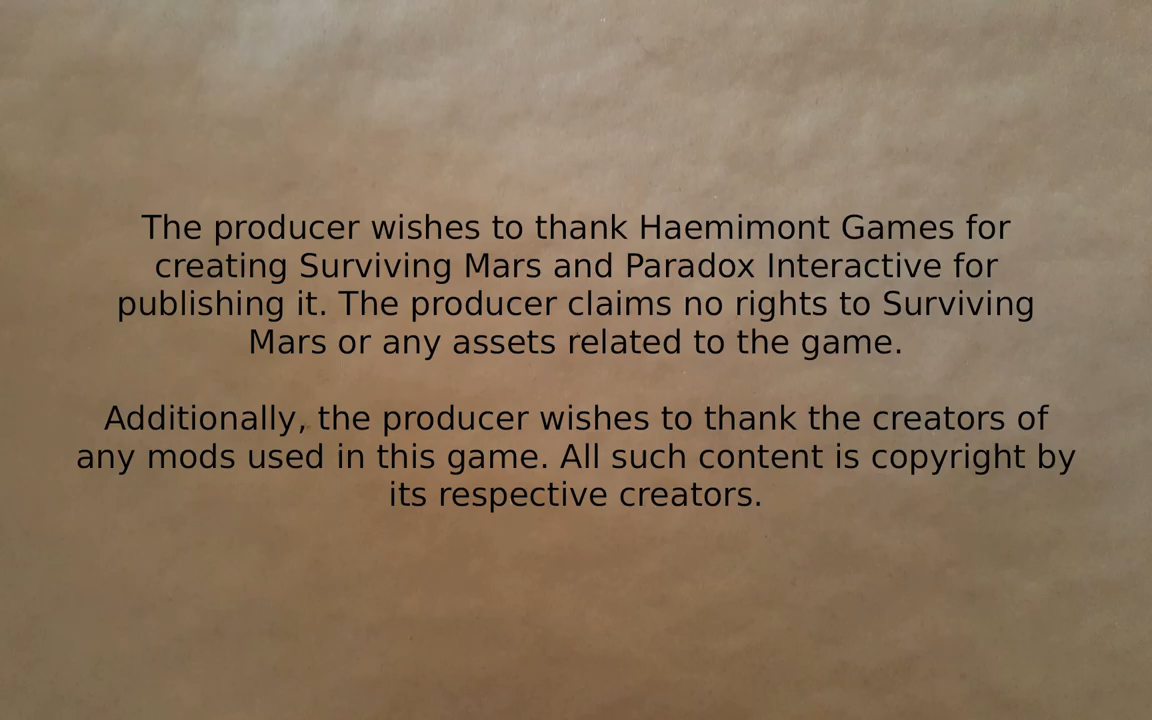 The producer wishes to thank Haemimont Games for
creating Surviving Mars and Paradox Interactive for
publishing it. The producer claims no rights to Surviving
Mars or any assets related to the game.
Additionally, the producer wishes to thank the creators of
any mods used in this game. All such content is copyright by
its respective creators.